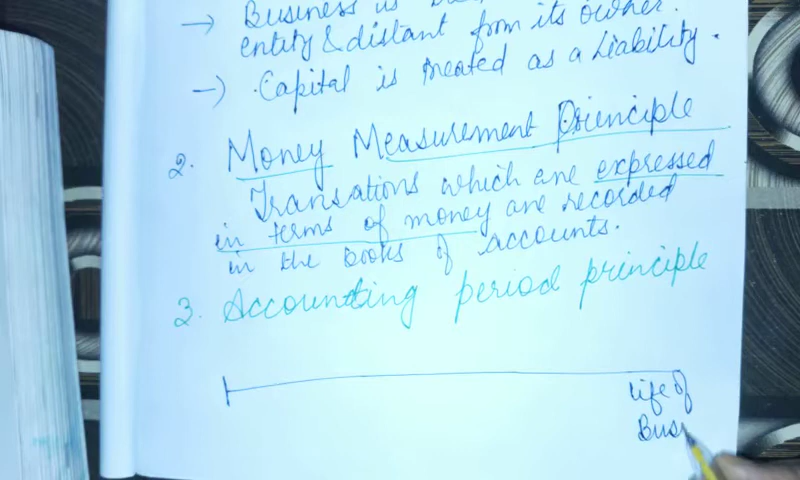 → Business is
entity & distant from its owner.
→ Capital is treated as a Liability.
2. Money Measurement Principle
Transations which are expressed
in terms of money are recorded
in the books of accounts.
3. Accounting period principle
Life of
Bus